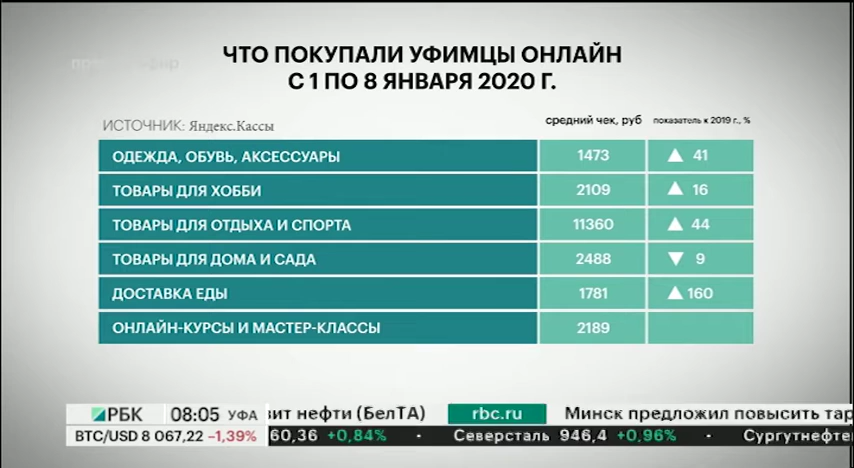 ЧТО ПОКУПАЛИ УФИМЦЫ ОНЛАЙН
С 1 ПО 8 ЯНВАРЯ 2020 Г.
ИСТОЧНИК: Яндекс.Кассы
средний чек, руб показатель к 2019 г., %
ОДЕЖДА, ОБУВЬ, АКСЕССУАРЫ 1473 ▲ 41
ТОВАРЫ ДЛЯ ХОББИ 2109 ▲ 16
ТОВАРЫ ДЛЯ ОТДЫХА И СПОРТА 11360 ▲ 44
ТОВАРЫ ДЛЯ ДОМА И САДА 2488 ▼ 9
ДОСТАВКА ЕДЫ 1781 ▲ 160
ОНЛАЙН-КУРСЫ И МАСТЕР-КЛАССЫ 2189
РБК 08:05 УФА зит нефти (БелТА) rbc.ru Минск предложил повысить тар
BTC/USD 8 067,22 -1,39% 60,36 +0,84% · Северсталь 946,4 +0,96% · Сургутнефте